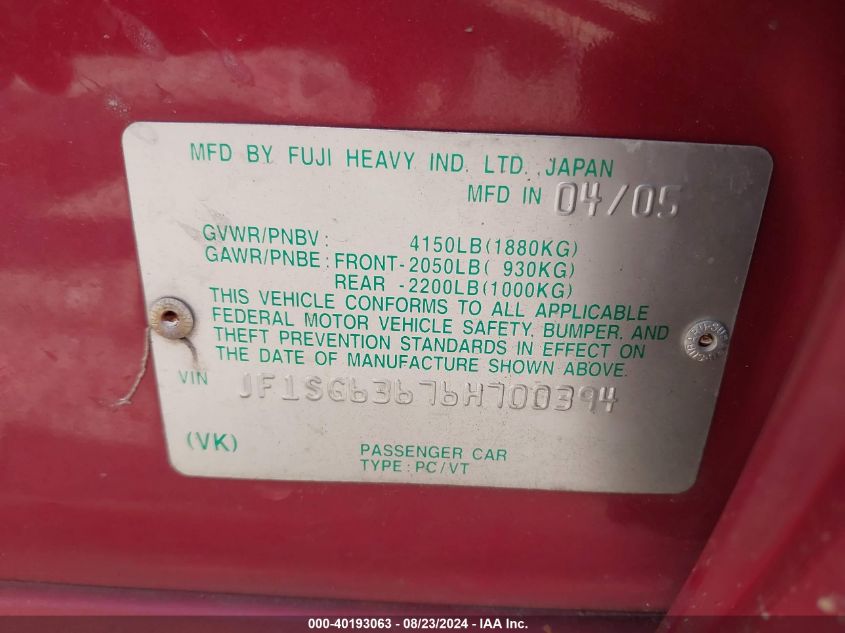 MFD BY FUJI HEAVY IND. LTD. JAPAN
MFD IN 04/05
GVWR/PNBV: 4150LB(1880KG)
GAWR/PNBE: FRONT-2050LB( 930KG)
REAR -2200LB(1000KG)
THIS VEHICLE CONFORMS TO ALL APPLICABLE
FEDERAL MOTOR VEHICLE SAFETY, BUMPER, AND
THEFT PREVENTION STANDARDS IN EFFECT ON
THE DATE OF MANUFACTURE SHOWN ABOVE.
VIN JF1SG63676H700394
(VK)
PASSENGER CAR
TYPE: PC/VT
000-40193063 - 08/23/2024 - IAA Inc.